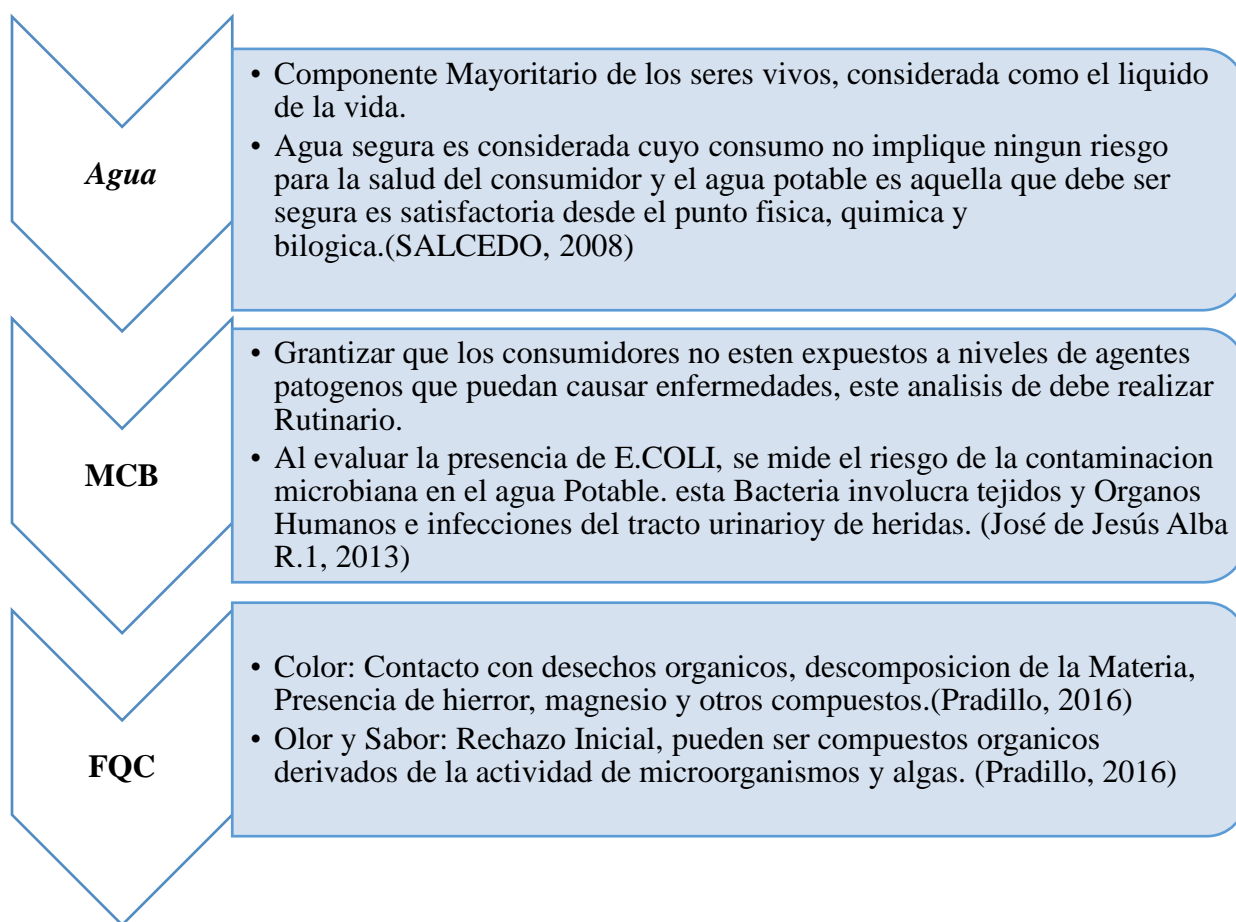 Agua
• Componente Mayoritario de los seres vivos, considerada como el liquido
de la vida.
• Agua segura es considerada cuyo consumo no implique ningun riesgo
para la salud del consumidor y el agua potable es aquella que debe ser
segura es satisfactoria desde el punto fisica, quimica y
bilogica.(SALCEDO, 2008)
MCB
• Grantizar que los consumidores no esten expuestos a niveles de agentes
patogenos que puedan causar enfermedades, este analisis de debe realizar
Rutinario.
• Al evaluar la presencia de E.COLI, se mide el riesgo de la contaminacion
microbiana en el agua Potable. esta Bacteria involucra tejidos y Organos
Humanos e infecciones del tracto urinarioy de heridas. (José de Jesús Alba
R.1, 2013)
FQC
• Color: Contacto con desechos organicos, descomposicion de la Materia,
Presencia de hierror, magnesio y otros compuestos.(Pradillo, 2016)
• Olor y Sabor: Rechazo Inicial, pueden ser compuestos organicos
derivados de la actividad de microorganismos y algas. (Pradillo, 2016)